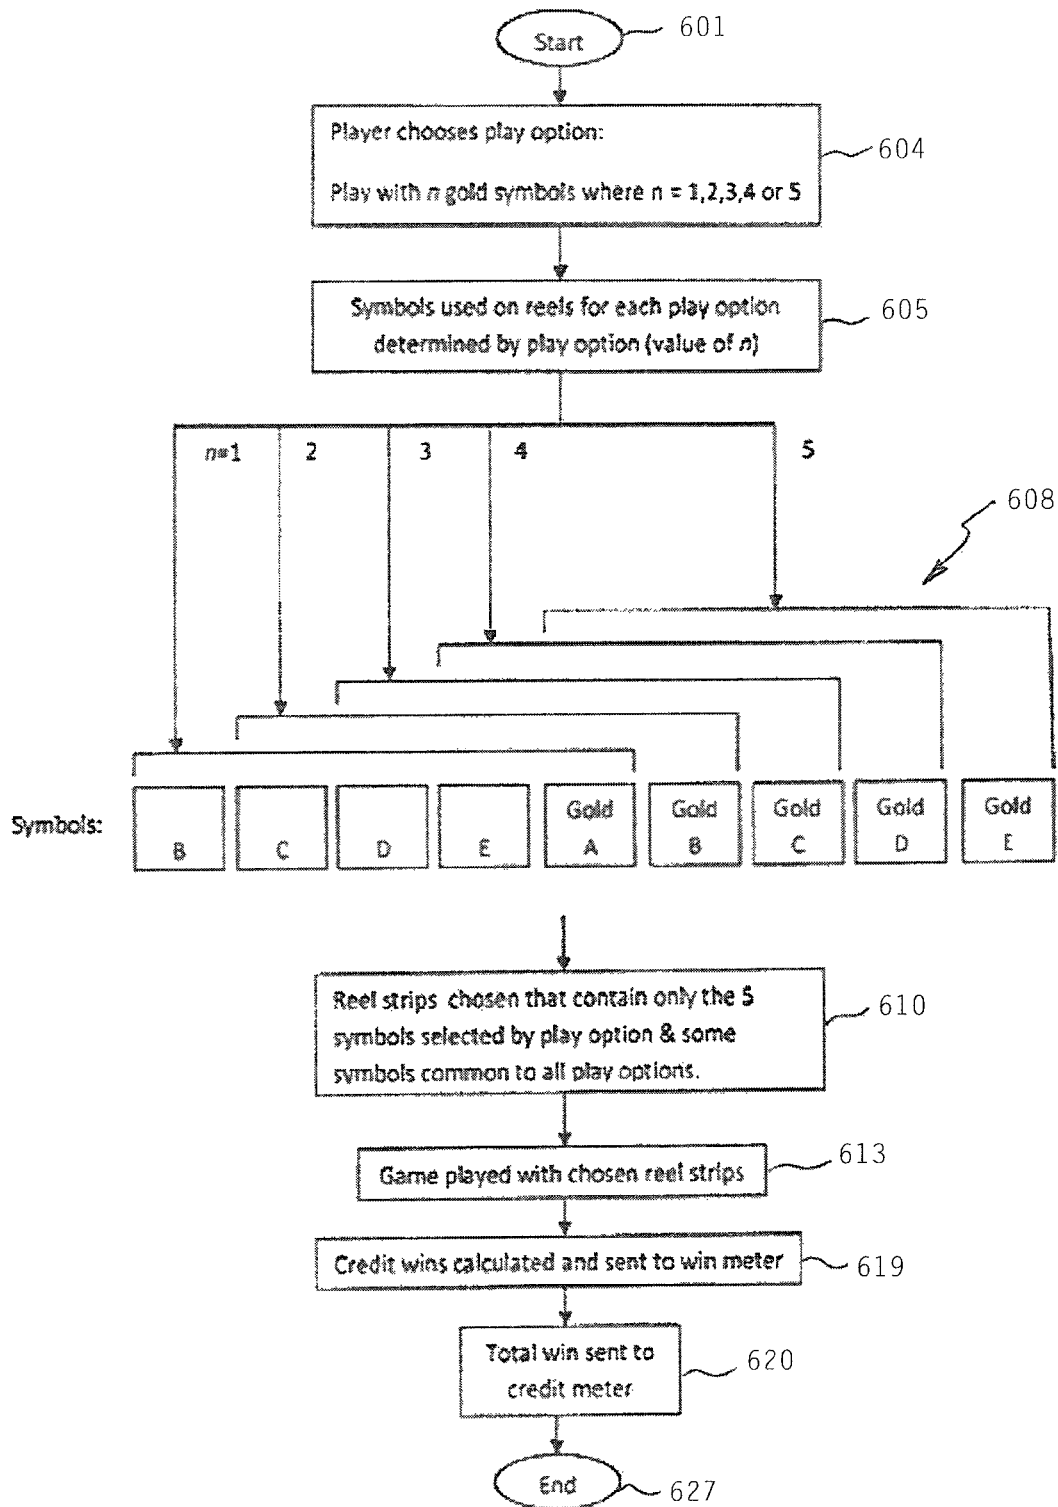 Start
601
Player chooses play option:
Play with n gold symbols where n = 1,2,3,4 or 5
604
Symbols used on reels for each play option
determined by play option (value of n)
605
n=1 2 3 4 5
608
Symbols:
B
C
D
E
Gold
A
Gold
B
Gold
C
Gold
D
Gold
E
Reel strips chosen that contain only the 5
symbols selected by play option & some
symbols common to all play options.
610
Game played with chosen reel strips
613
Credit wins calculated and sent to win meter
619
Total win sent to
credit meter
620
End
627